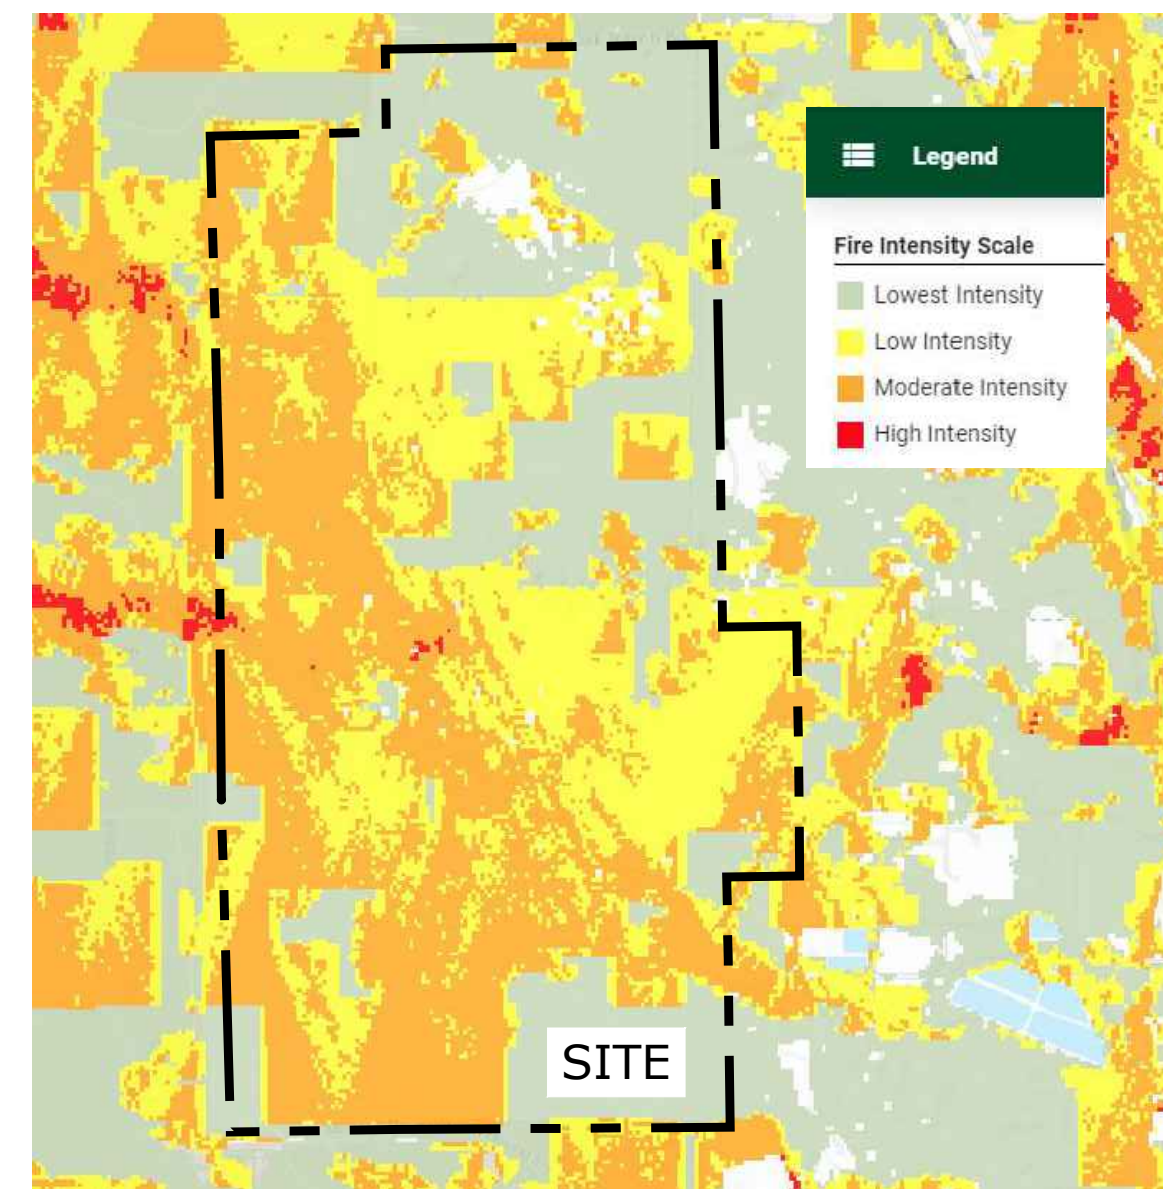 Legend
Fire Intensity Scale
Lowest Intensity
Low Intensity
Moderate Intensity
High Intensity
SITE